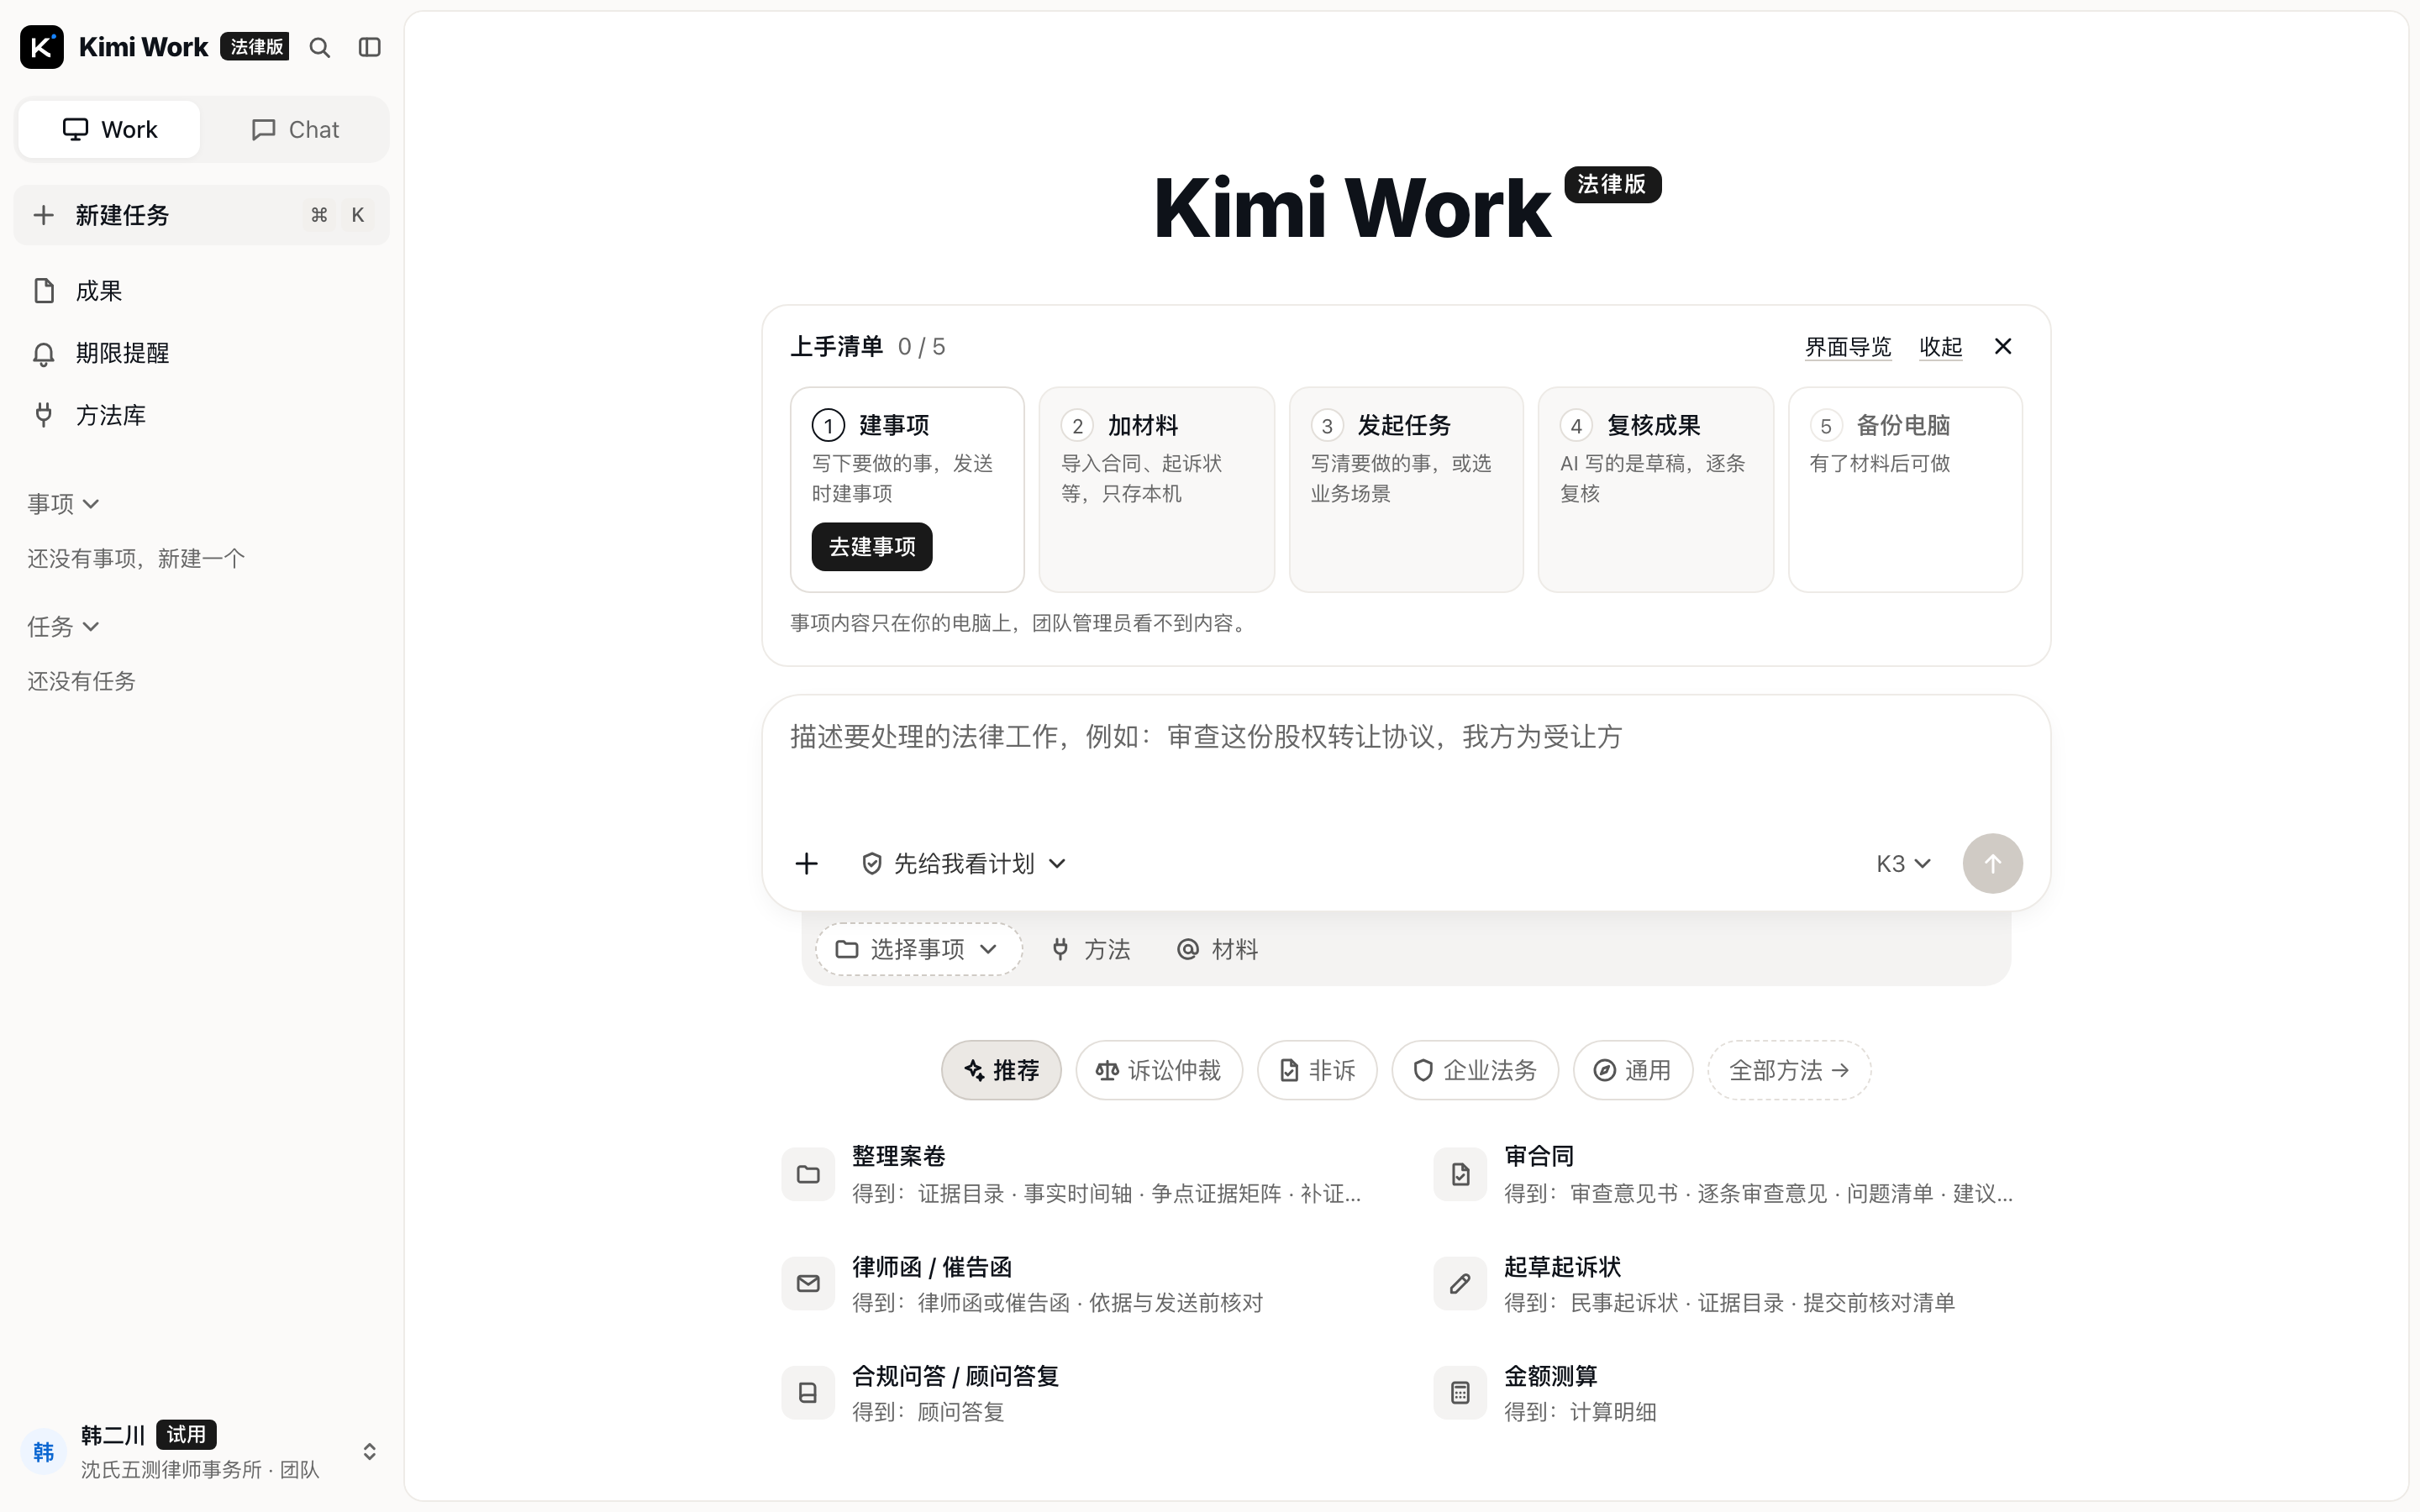 Kimi Work 法律版
Work
Chat
新建任务 ⌘ K
成果
期限提醒
方法库
事项
还没有事项，新建一个
任务
还没有任务
韩
韩二川 试用
沈氏五测律师事务所 · 团队
Kimi Work 法律版
上手清单 0 / 5
界面导览 收起
1 建事项
写下要做的事，发送
时建事项
去建事项
2 加材料
导入合同、起诉状
等，只存本机
3 发起任务
写清要做的事，或选
业务场景
4 复核成果
AI 写的是草稿，逐条
复核
5 备份电脑
有了材料后可做
事项内容只在你的电脑上，团队管理员看不到内容。
描述要处理的法律工作，例如：审查这份股权转让协议，我方为受让方
先给我看计划
K3
选择事项 方法 材料
推荐 诉讼仲裁 非诉 企业法务 通用 全部方法 →
整理案卷
得到：证据目录 · 事实时间轴 · 争点证据矩阵 · 补证...
审合同
得到：审查意见书 · 逐条审查意见 · 问题清单 · 建议...
律师函 / 催告函
得到：律师函或催告函 · 依据与发送前核对
起草起诉状
得到：民事起诉状 · 证据目录 · 提交前核对清单
合规问答 / 顾问答复
得到：顾问答复
金额测算
得到：计算明细